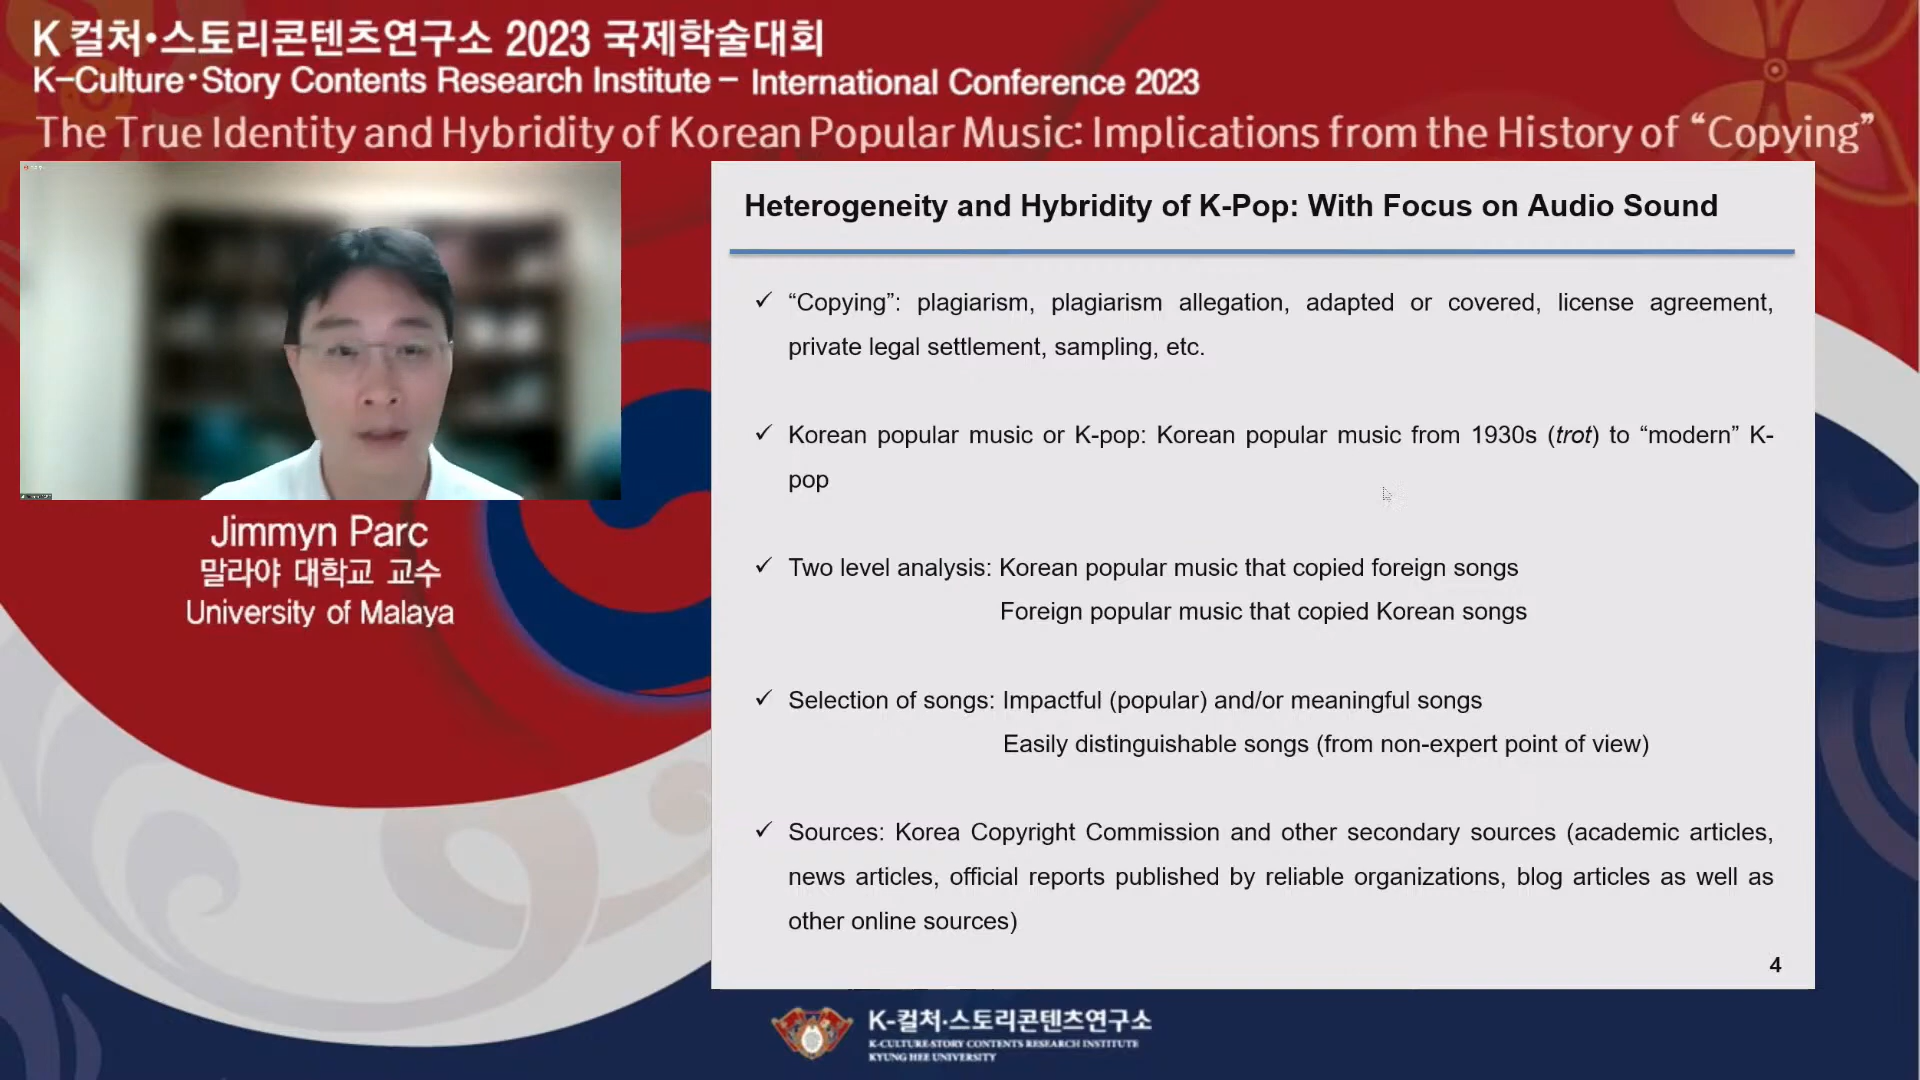 K 컬처·스토리콘텐츠연구소 2023 국제학술대회
K-Culture·Story Contents Research Institute - International Conference 2023
The True Identity and Hybridity of Korean Popular Music: Implications from the History of “Copying”
Jimmyn Parc
말라야 대학교 교수
University of Malaya
Heterogeneity and Hybridity of K-Pop: With Focus on Audio Sound
✓ “Copying”: plagiarism, plagiarism allegation, adapted or covered, license agreement,
private legal settlement, sampling, etc.
✓ Korean popular music or K-pop: Korean popular music from 1930s (trot) to “modern” K-
pop
✓ Two level analysis: Korean popular music that copied foreign songs
Foreign popular music that copied Korean songs
✓ Selection of songs: Impactful (popular) and/or meaningful songs
Easily distinguishable songs (from non-expert point of view)
✓ Sources: Korea Copyright Commission and other secondary sources (academic articles,
news articles, official reports published by reliable organizations, blog articles as well as
other online sources)
4
K-컬처·스토리콘텐츠연구소
K-CULTURE·STORY CONTENTS RESEARCH INSTITUTE
KYUNG HEE UNIVERSITY